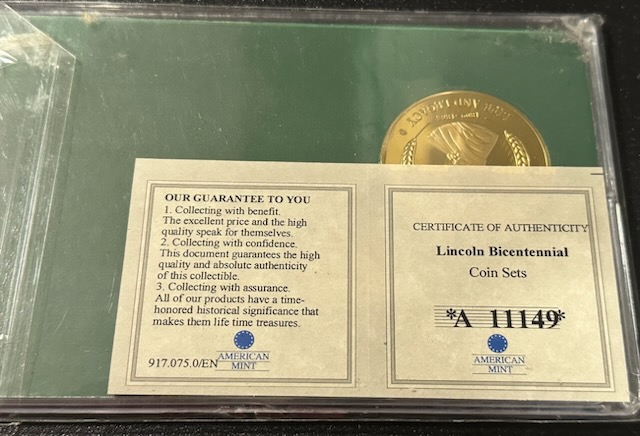 AND LEGACY
OUR GUARANTEE TO YOU
1. Collecting with benefit.
The excellent price and the high
quality speak for themselves.
2. Collecting with confidence.
This document guarantees the high
quality and absolute authenticity
of this collectible.
3. Collecting with assurance.
All of our products have a time-
honored historical significance that
makes them life time treasures.
917.075.0/EN
AMERICAN
MINT
CERTIFICATE OF AUTHENTICITY
Lincoln Bicentennial
Coin Sets
*A 11149*
AMERICAN
MINT